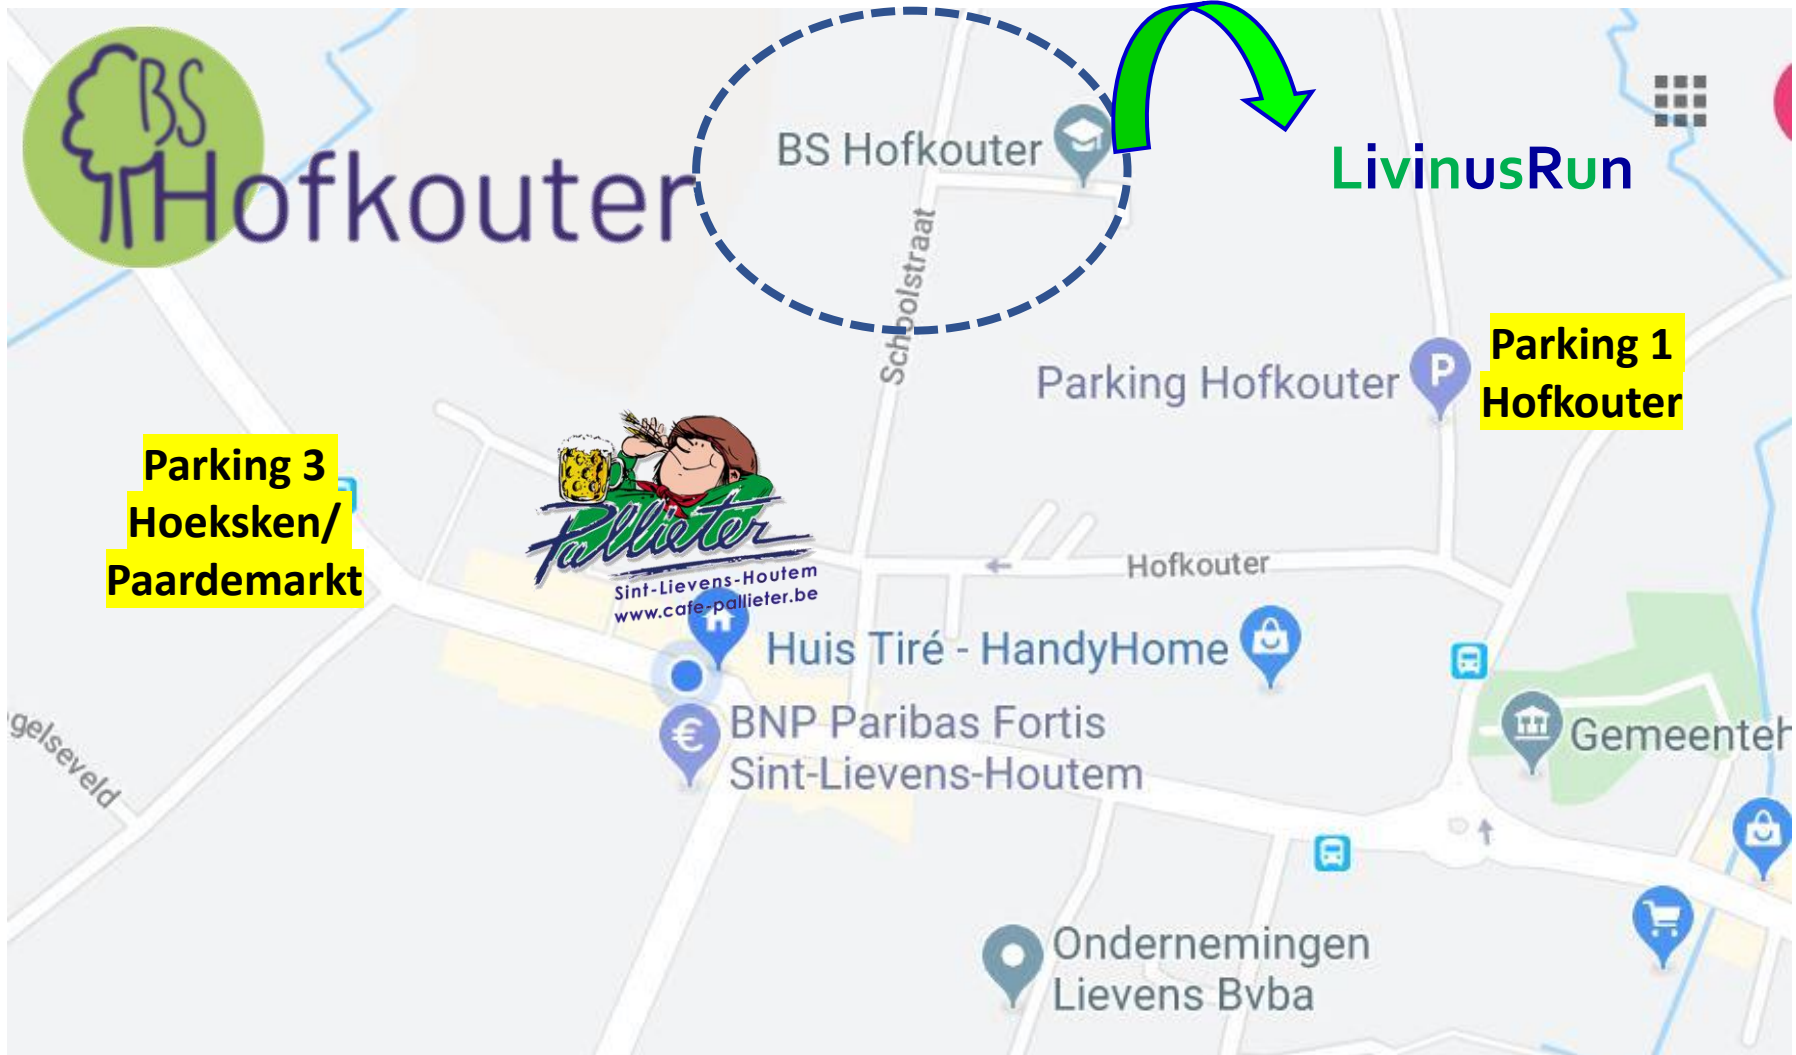 BS
Hofkouter
BS Hofkouter
LivinusRun
Schoolstraat
Parking Hofkouter
P
Parking 1
Hofkouter
Parking 3
Hoeksken/
Paardemarkt
Pallieter
Sint-Lievens-Houtem
www.cafe-pallieter.be
Hofkouter
Huis Tiré - HandyHome
gelseveld
€
BNP Paribas Fortis
Sint-Lievens-Houtem
Gemeenteh
Ondernemingen
Lievens Bvba